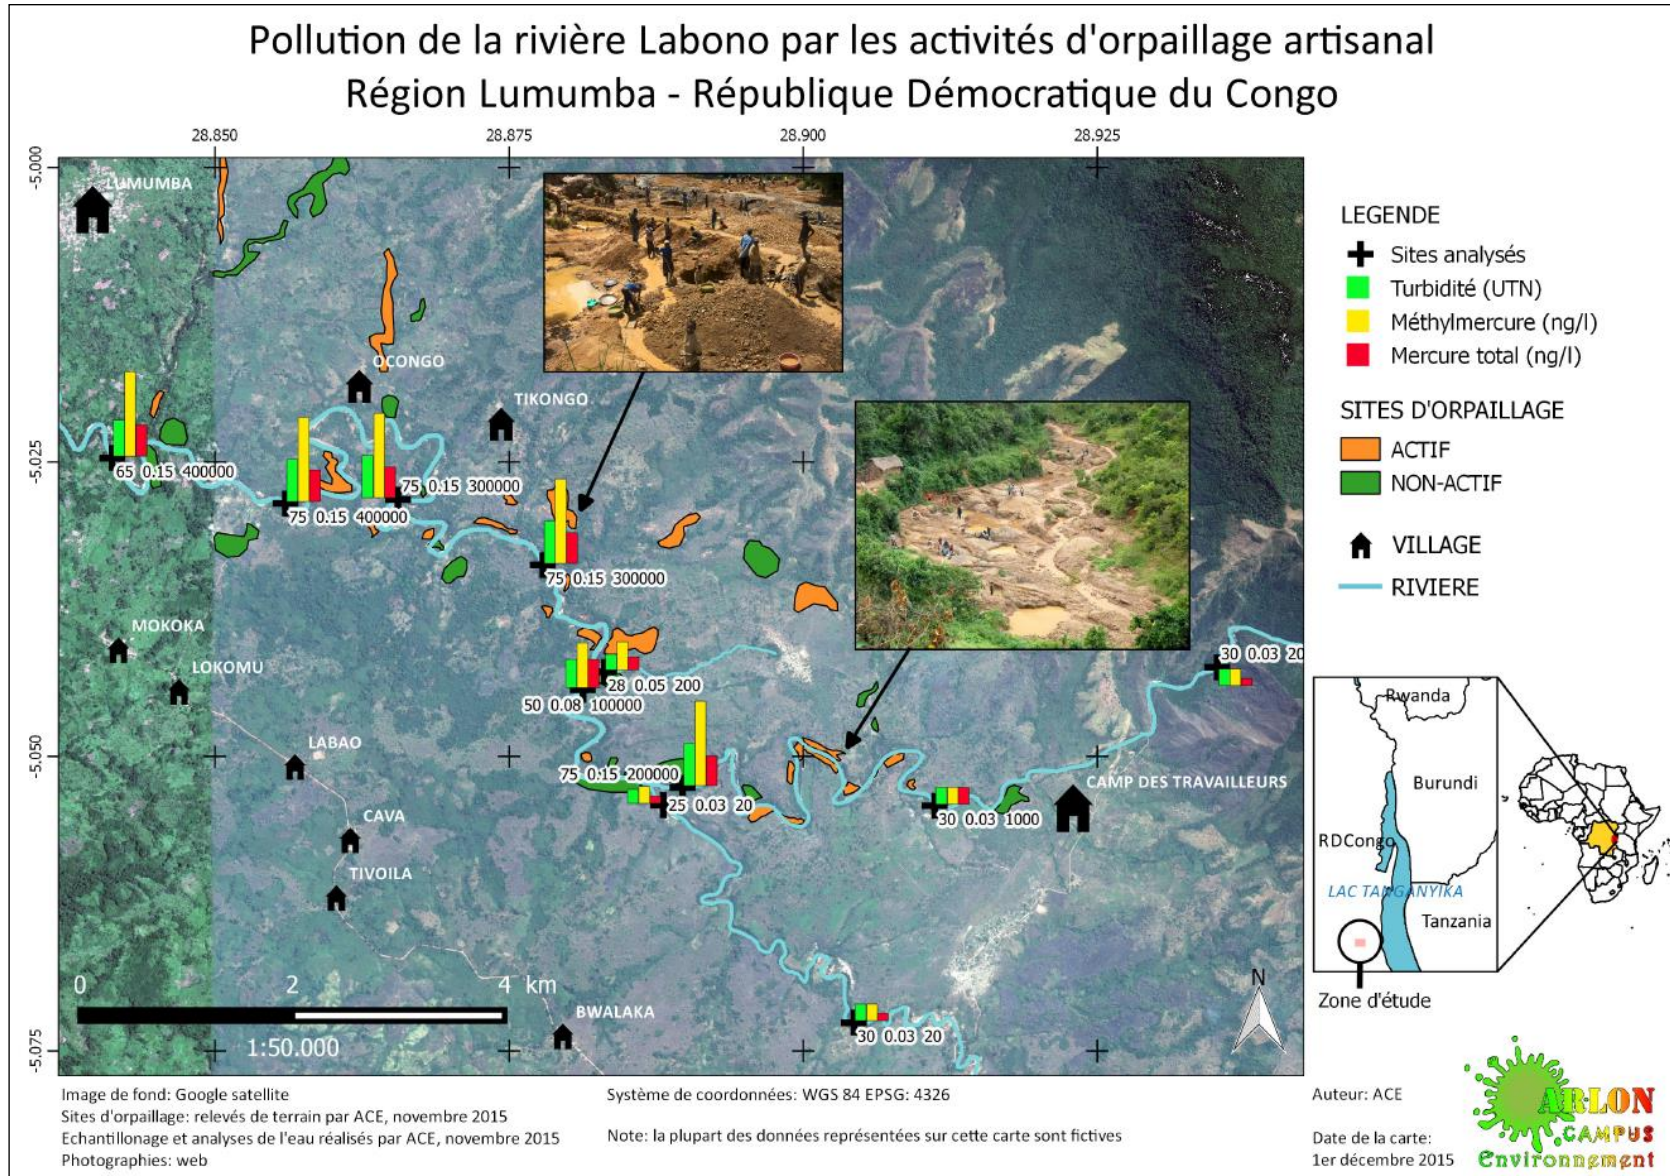 Pollution de la rivière Labono par les activités d'orpaillage artisanal
Région Lumumba - République Démocratique du Congo
28.850 28.875 28.900 28.925
-5.000
-5.025
-5.050
-5.075
LUMUMBA
OCONGO
TIKONGO
65 0.15 400000
75 0.15 400000
75 0.15 300000
75 0.15 300000
MOKOKA
LOKOMU
28 0.05 200
50 0.08 100000
30 0.03 20
LABAO
75 0.15 200000
25 0.03 20
CAMP DES TRAVAILLEURS
30 0.03 1000
CAVA
TIVOILA
BWALAKA
30 0.03 20
0 2 4 km
1:50.000
N
LEGENDE
Sites analysés
Turbidité (UTN)
Méthylmercure (ng/l)
Mercure total (ng/l)
SITES D'ORPAILLAGE
ACTIF
NON-ACTIF
VILLAGE
RIVIERE
Rwanda
Burundi
RDCongo
LAC TANGANYIKA
Tanzania
Zone d'étude
Image de fond: Google satellite
Sites d'orpaillage: relevés de terrain par ACE, novembre 2015
Echantillonage et analyses de l'eau réalisés par ACE, novembre 2015
Photographies: web
Système de coordonnées: WGS 84 EPSG: 4326
Note: la plupart des données représentées sur cette carte sont fictives
Auteur: ACE
Date de la carte:
1er décembre 2015
ARLON
CAMPUS
Environnement